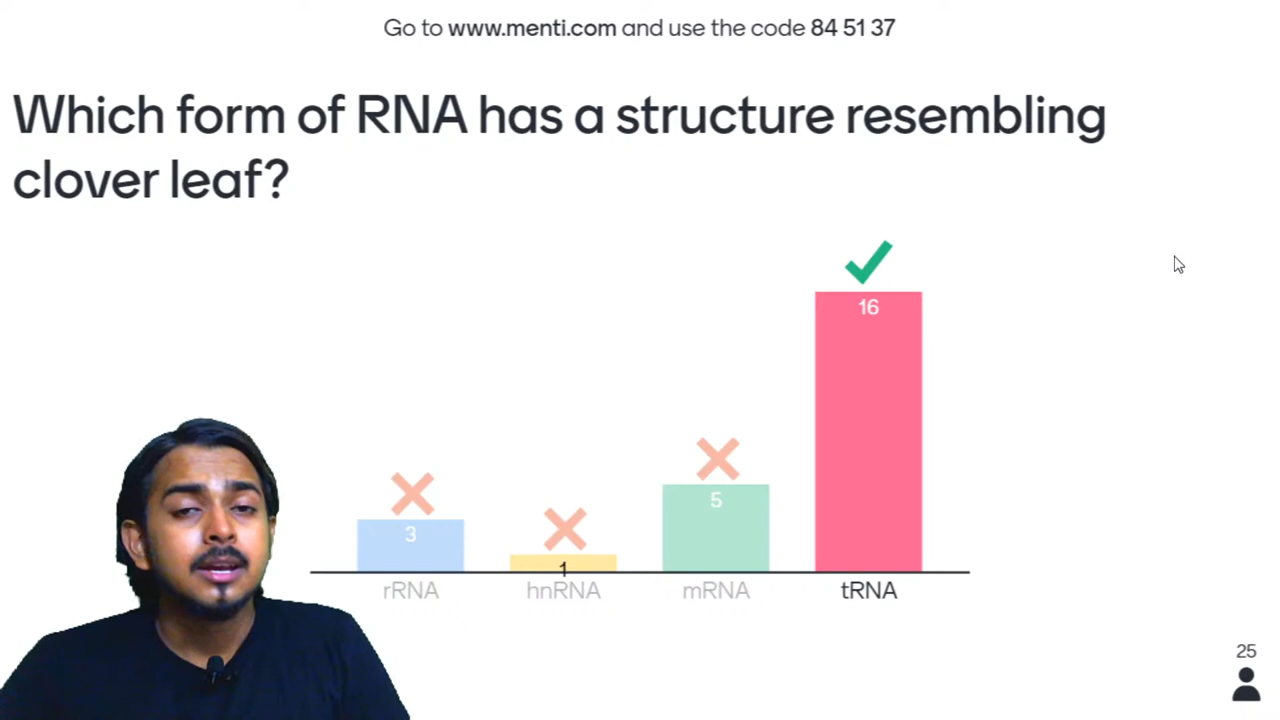 Go to www.menti.com and use the code 84 51 37
Which form of RNA has a structure resembling
clover leaf?
16
5
3
1
rRNA hnRNA mRNA tRNA
25